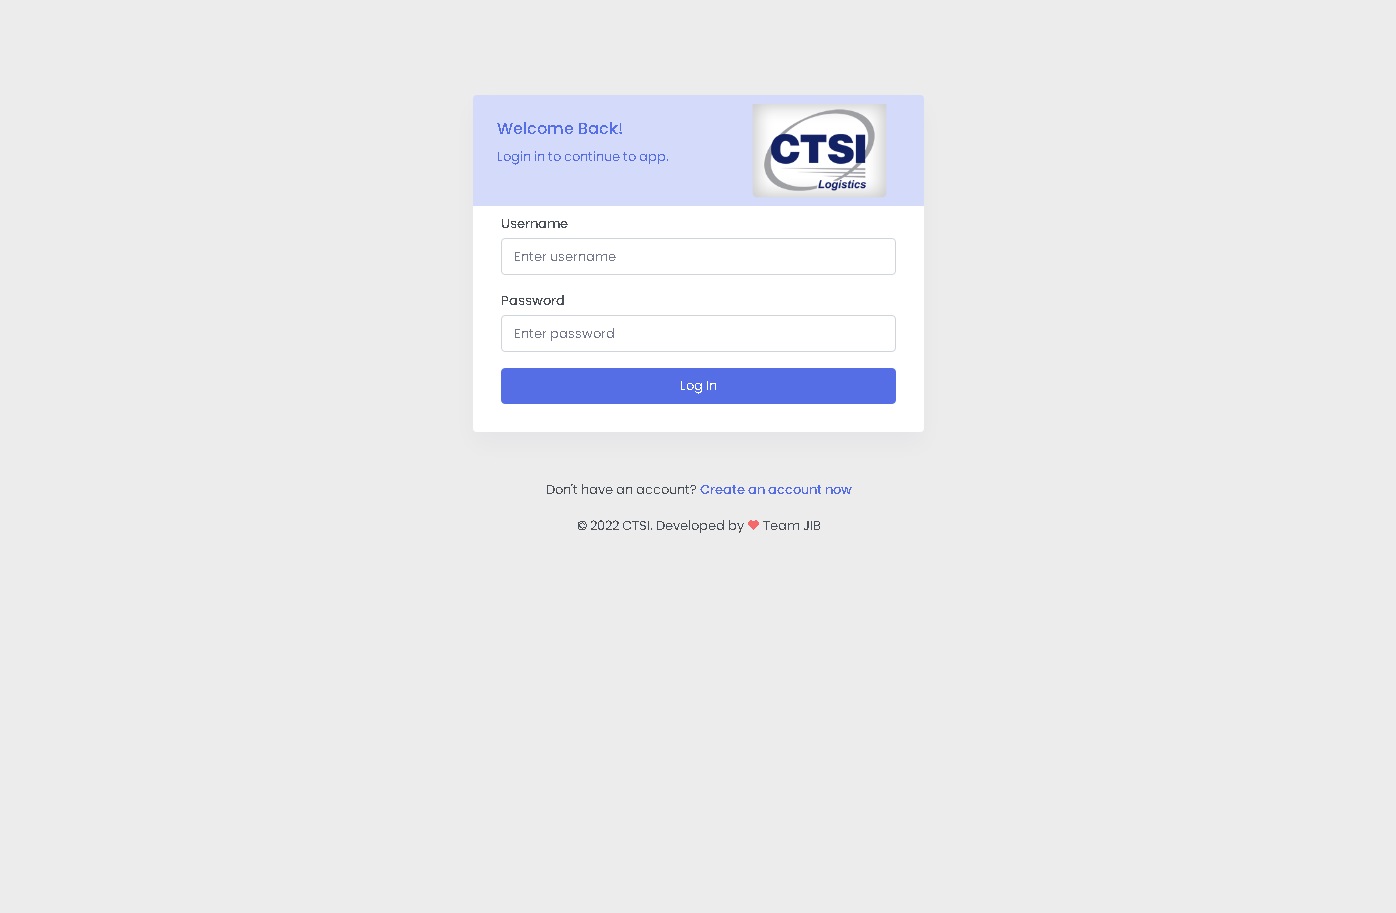 Welcome Back!
Login in to continue to app.
CTSI
Logistics
Username
Enter username
Password
Enter password
Log In
Don't have an account? Create an account now
© 2022 CTSI. Developed by ❤ Team JIB